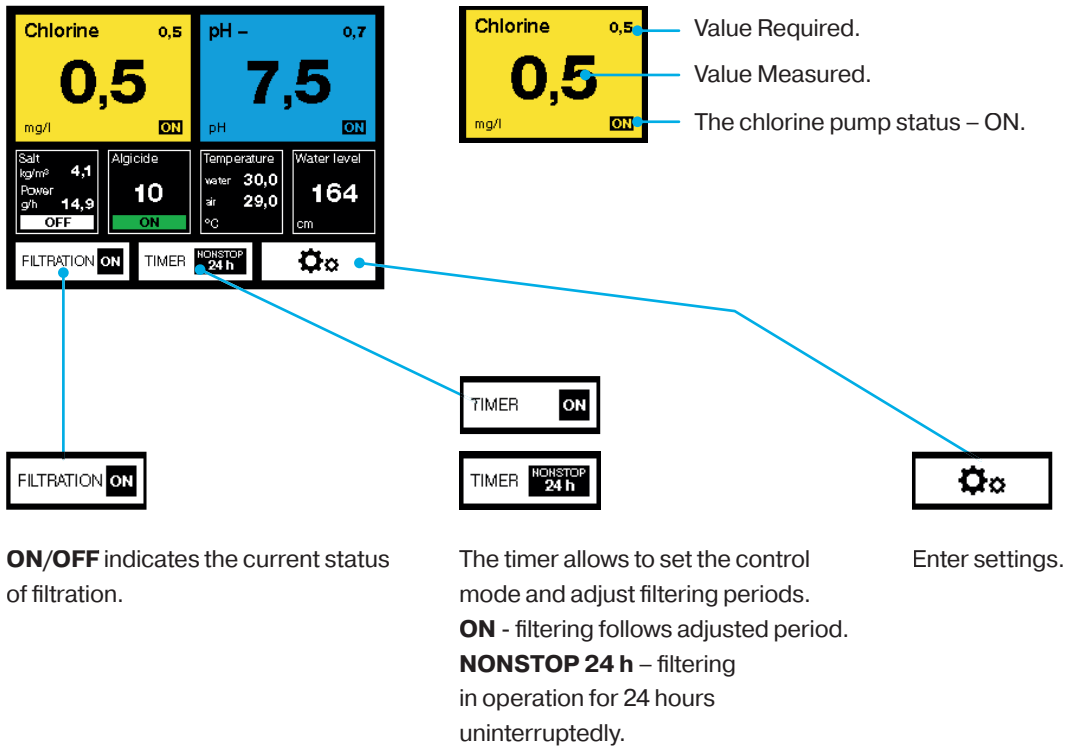 Chlorine 0,5
0,5
mg/l ON
pH – 0,7
7,5
pH ON
Salt
kg/m³ 4,1
Power
g/h 14,9
OFF
Algicide
10
ON
Temperature
water 30,0
air 29,0
°C
Water level
164
cm
FILTRATION ON
TIMER NONSTOP
24 h
Chlorine 0,5
0,5
mg/l ON
Value Required.
Value Measured.
The chlorine pump status – ON.
FILTRATION ON
ON/OFF indicates the current status
of filtration.
TIMER ON
TIMER NONSTOP
24 h
The timer allows to set the control
mode and adjust filtering periods.
ON - filtering follows adjusted period.
NONSTOP 24 h – filtering
in operation for 24 hours
uninterruptedly.
Enter settings.